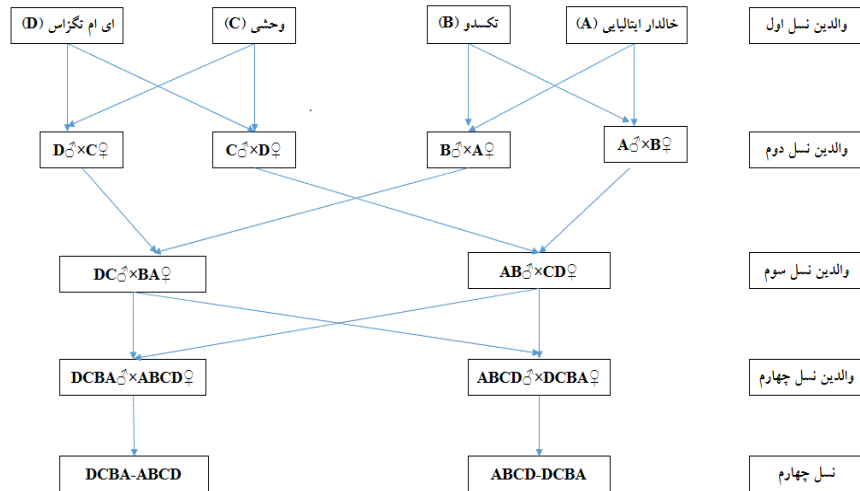 والدین نسل اول
خالدار ایتالیایی (A)
تکسدو (B)
وحشی (C)
ای ام تگزاس (D)
والدین نسل دوم
A♂×B♀
B♂×A♀
C♂×D♀
D♂×C♀
والدین نسل سوم
AB♂×CD♀
DC♂×BA♀
والدین نسل چهارم
ABCD♂×DCBA♀
DCBA♂×ABCD♀
نسل چهارم
ABCD-DCBA
DCBA-ABCD